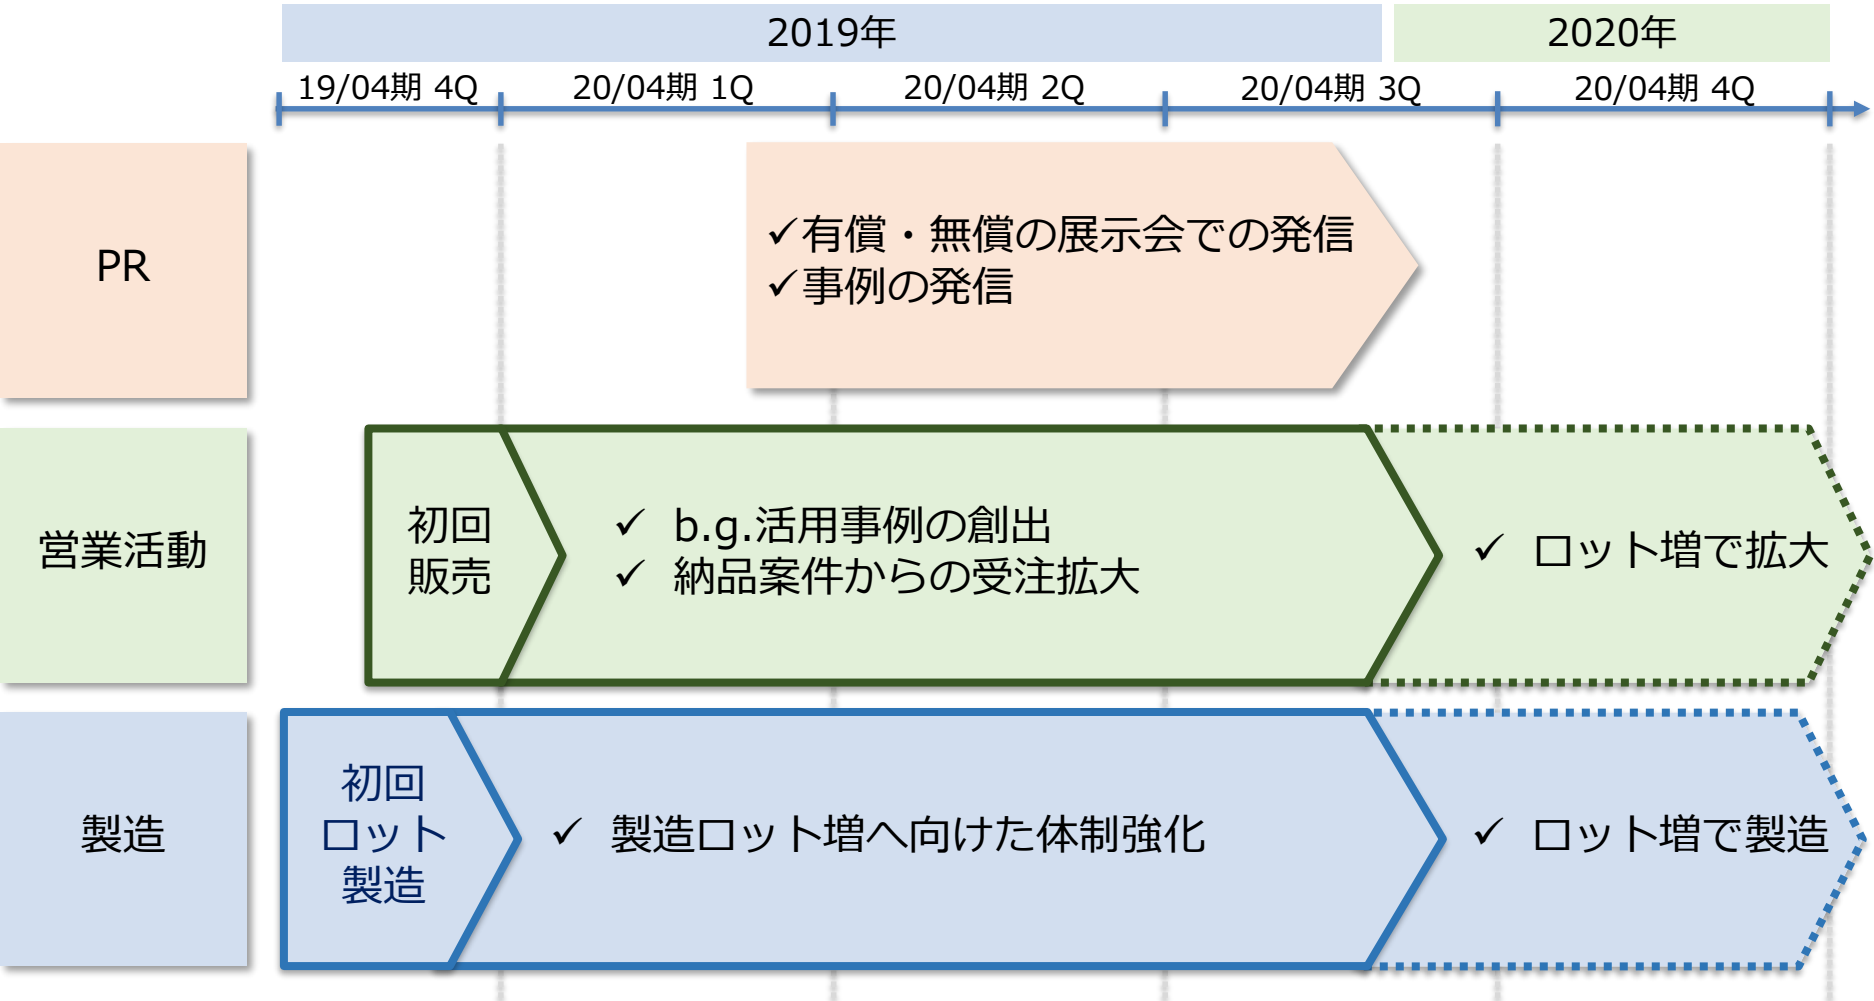 2019年
2020年
19/04期 4Q
20/04期 1Q
20/04期 2Q
20/04期 3Q
20/04期 4Q
PR
✓有償・無償の展示会での発信
✓事例の発信
営業活動
初回
販売
✓ b.g.活用事例の創出
✓ 納品案件からの受注拡大
✓ ロット増で拡大
製造
初回
ロット
製造
✓ 製造ロット増へ向けた体制強化
✓ ロット増で製造